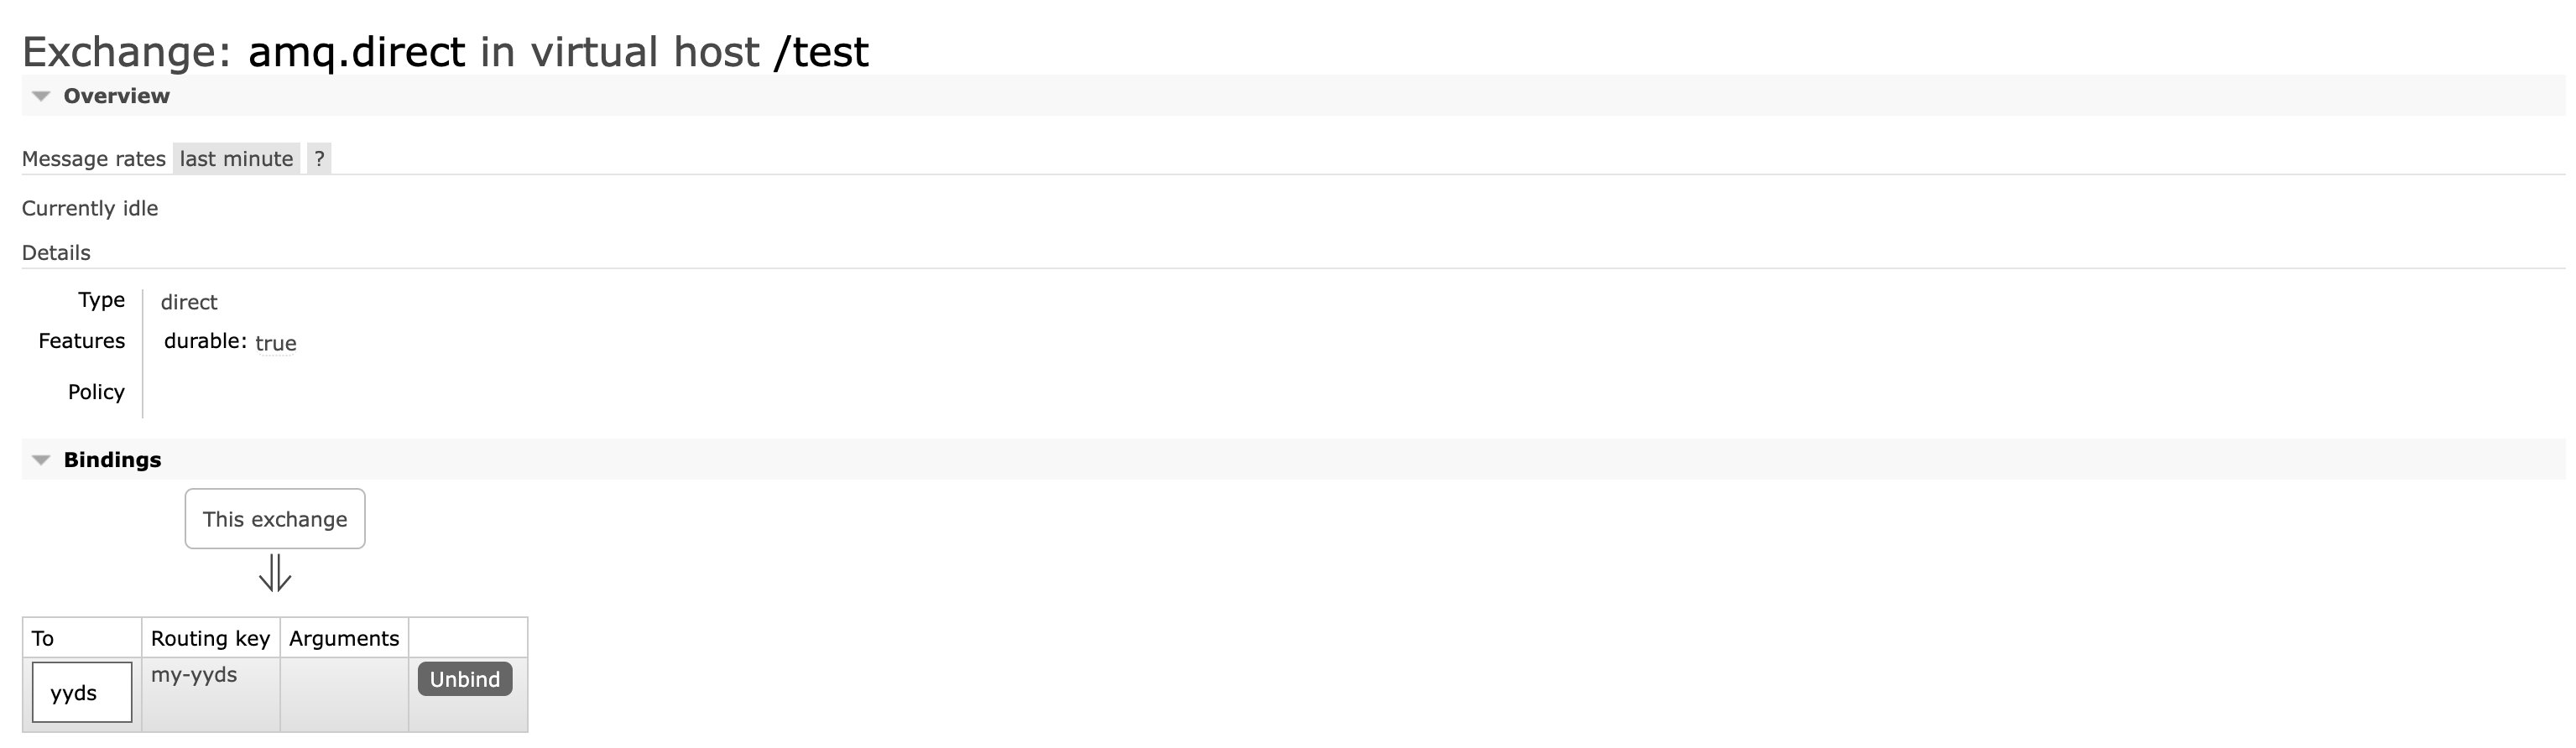 Exchange: amq.direct in virtual host /test
Overview
Message rates last minute ?
Currently idle
Details
Type direct
Features durable: true
Policy
Bindings
This exchange
To Routing key Arguments
yyds my-yyds Unbind